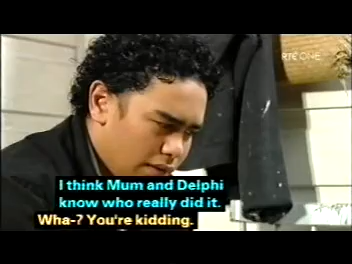 RTÉ ONE
I think Mum and Delphi
know who really did it.
Wha-? You're kidding.